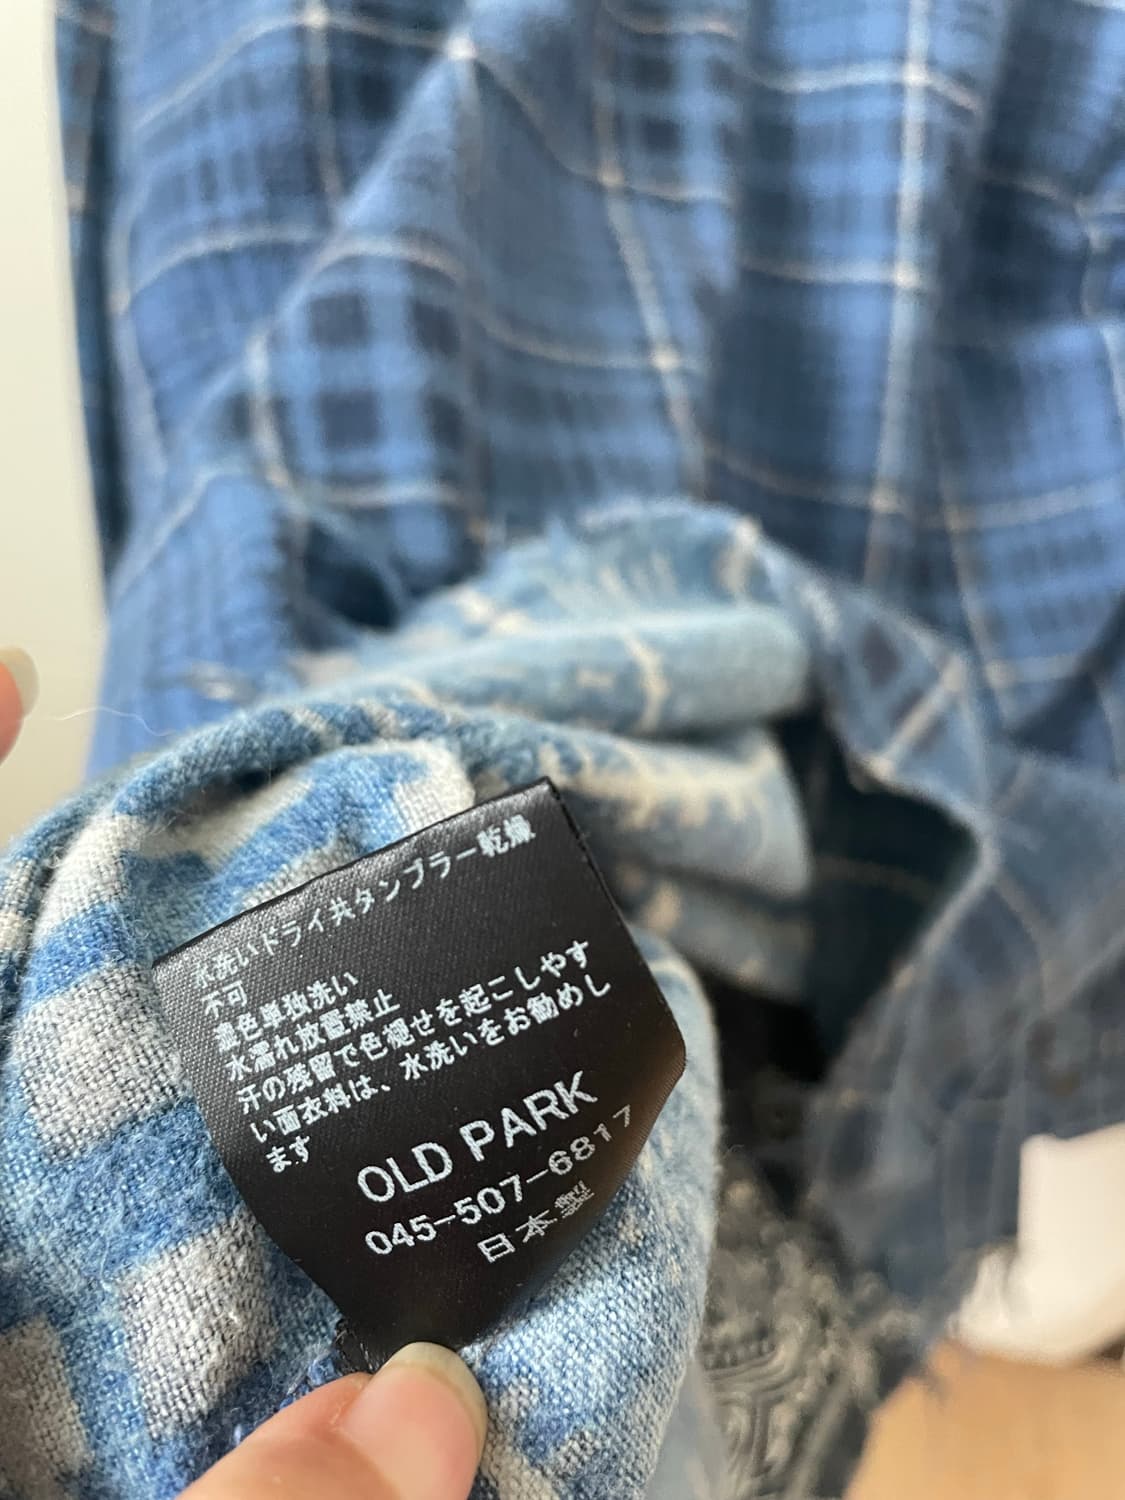 水洗いドライ共タンブラー乾燥
不可
濃色単独洗い
水濡れ放置禁止
汗の残留で色褪せを起こしやす
い面衣料は、水洗いをお勧めし
ます
OLD PARK
045-507-6817
日本製